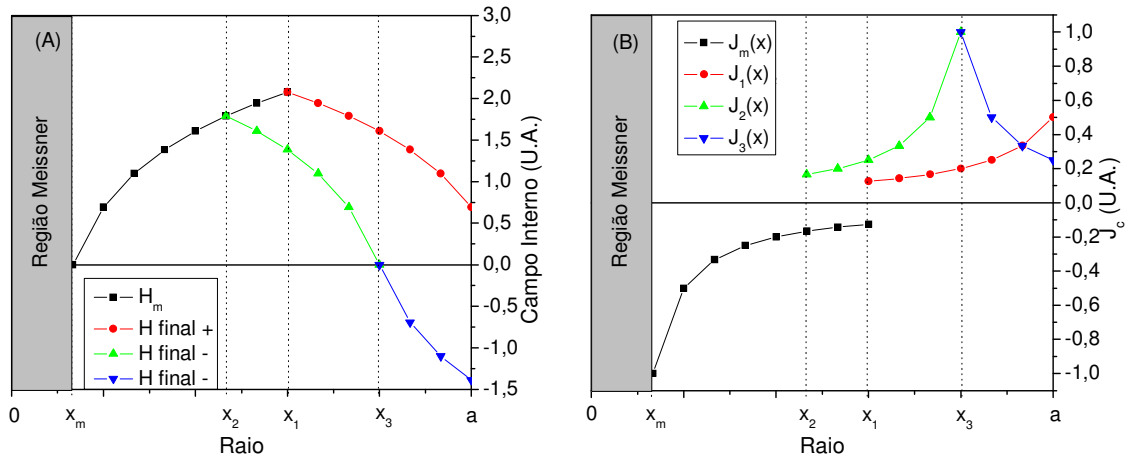 (A)
Região Meissner
3,0
2,5
2,0
1,5
1,0
0,5
0,0
-0,5
-1,0
-1,5
Campo Interno (U.A.)
H_m
H final +
H final -
H final -
0 x_m x_2 x_1 x_3 a
Raio
(B)
Região Meissner
J_m(x)
J_1(x)
J_2(x)
J_3(x)
1,0
0,8
0,6
0,4
0,2
0,0
-0,2
-0,4
-0,6
-0,8
-1,0
J_c (U.A.)
0 x_m x_2 x_1 x_3 a
Raio